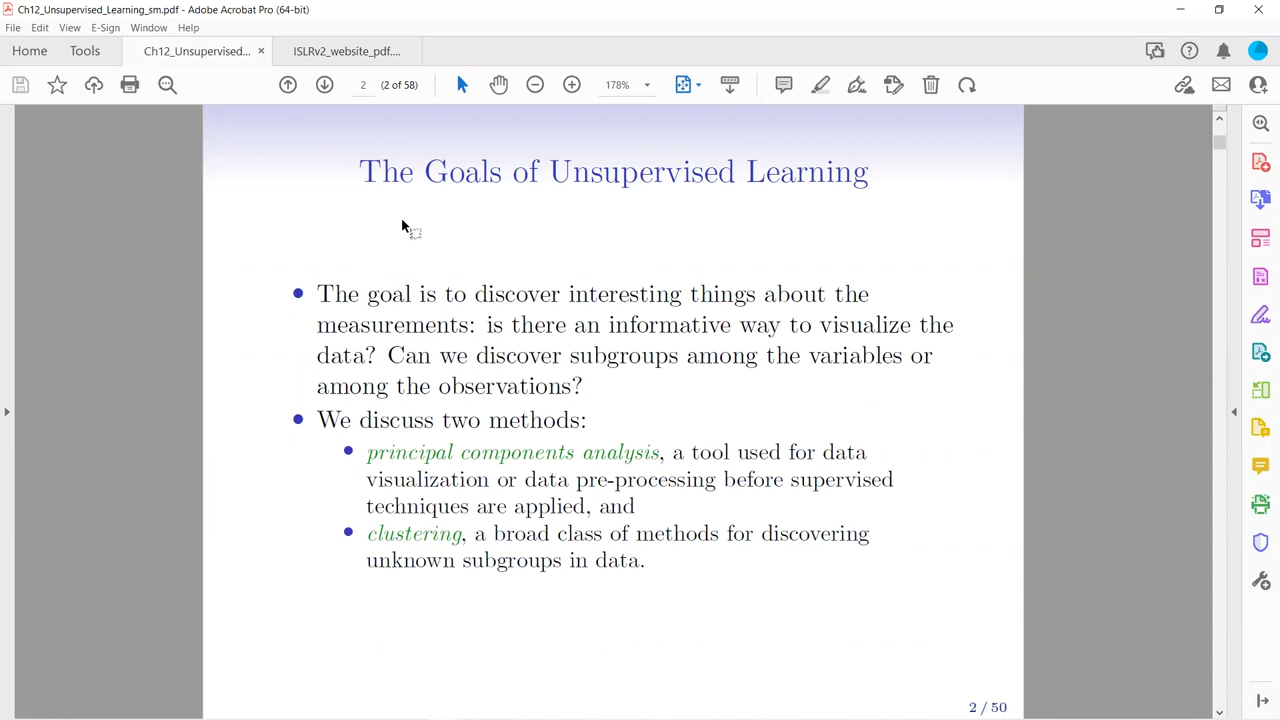 Ch12_Unsupervised_Learning_sm.pdf - Adobe Acrobat Pro (64-bit)
File Edit View E-Sign Window Help
Home Tools Ch12_Unsupervised... × ISLRv2_website_pdf....
2 (2 of 58) 178%
The Goals of Unsupervised Learning
• The goal is to discover interesting things about the
measurements: is there an informative way to visualize the
data? Can we discover subgroups among the variables or
among the observations?
• We discuss two methods:
• principal components analysis, a tool used for data
visualization or data pre-processing before supervised
techniques are applied, and
• clustering, a broad class of methods for discovering
unknown subgroups in data.
2 / 50